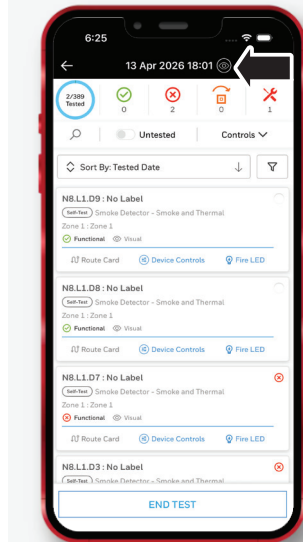 6:25
13 Apr 2026 18:01
2/389
Tested
0
2
0
1
Untested
Controls
Sort By: Tested Date
N8.L1.D9 : No Label
Self-Test Smoke Detector - Smoke and Thermal
Zone 1 : Zone 1
Functional Visual
Route Card Device Controls Fire LED
N8.L1.D8 : No Label
Self-Test Smoke Detector - Smoke and Thermal
Zone 1 : Zone 1
Functional Visual
Route Card Device Controls Fire LED
N8.L1.D7 : No Label
Self-Test Smoke Detector - Smoke and Thermal
Zone 1 : Zone 1
Functional Visual
Route Card Device Controls Fire LED
N8.L1.D3 : No Label
Self-Test Smoke Detector - Smoke and Thermal
END TEST